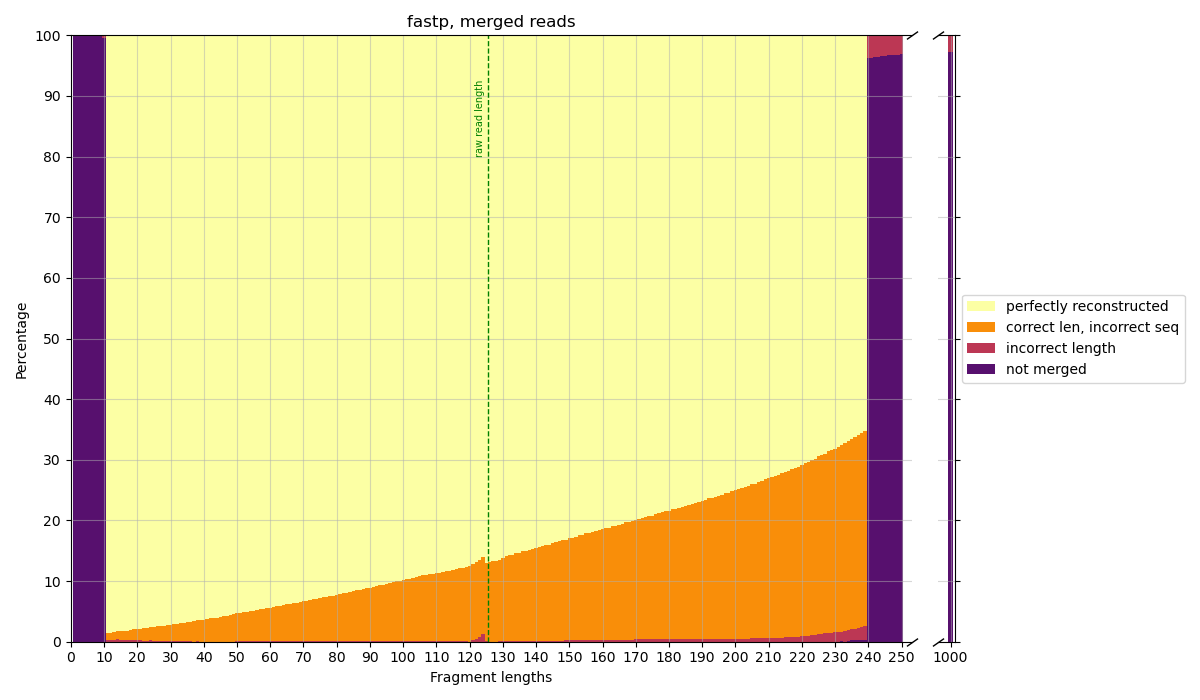 fastp, merged reads
Percentage
100
90
80
70
60
50
40
30
20
10
0
raw read length
perfectly reconstructed
correct len, incorrect seq
incorrect length
not merged
0 10 20 30 40 50 60 70 80 90 100 110 120 130 140 150 160 170 180 190 200 210 220 230 240 250 1000
Fragment lengths